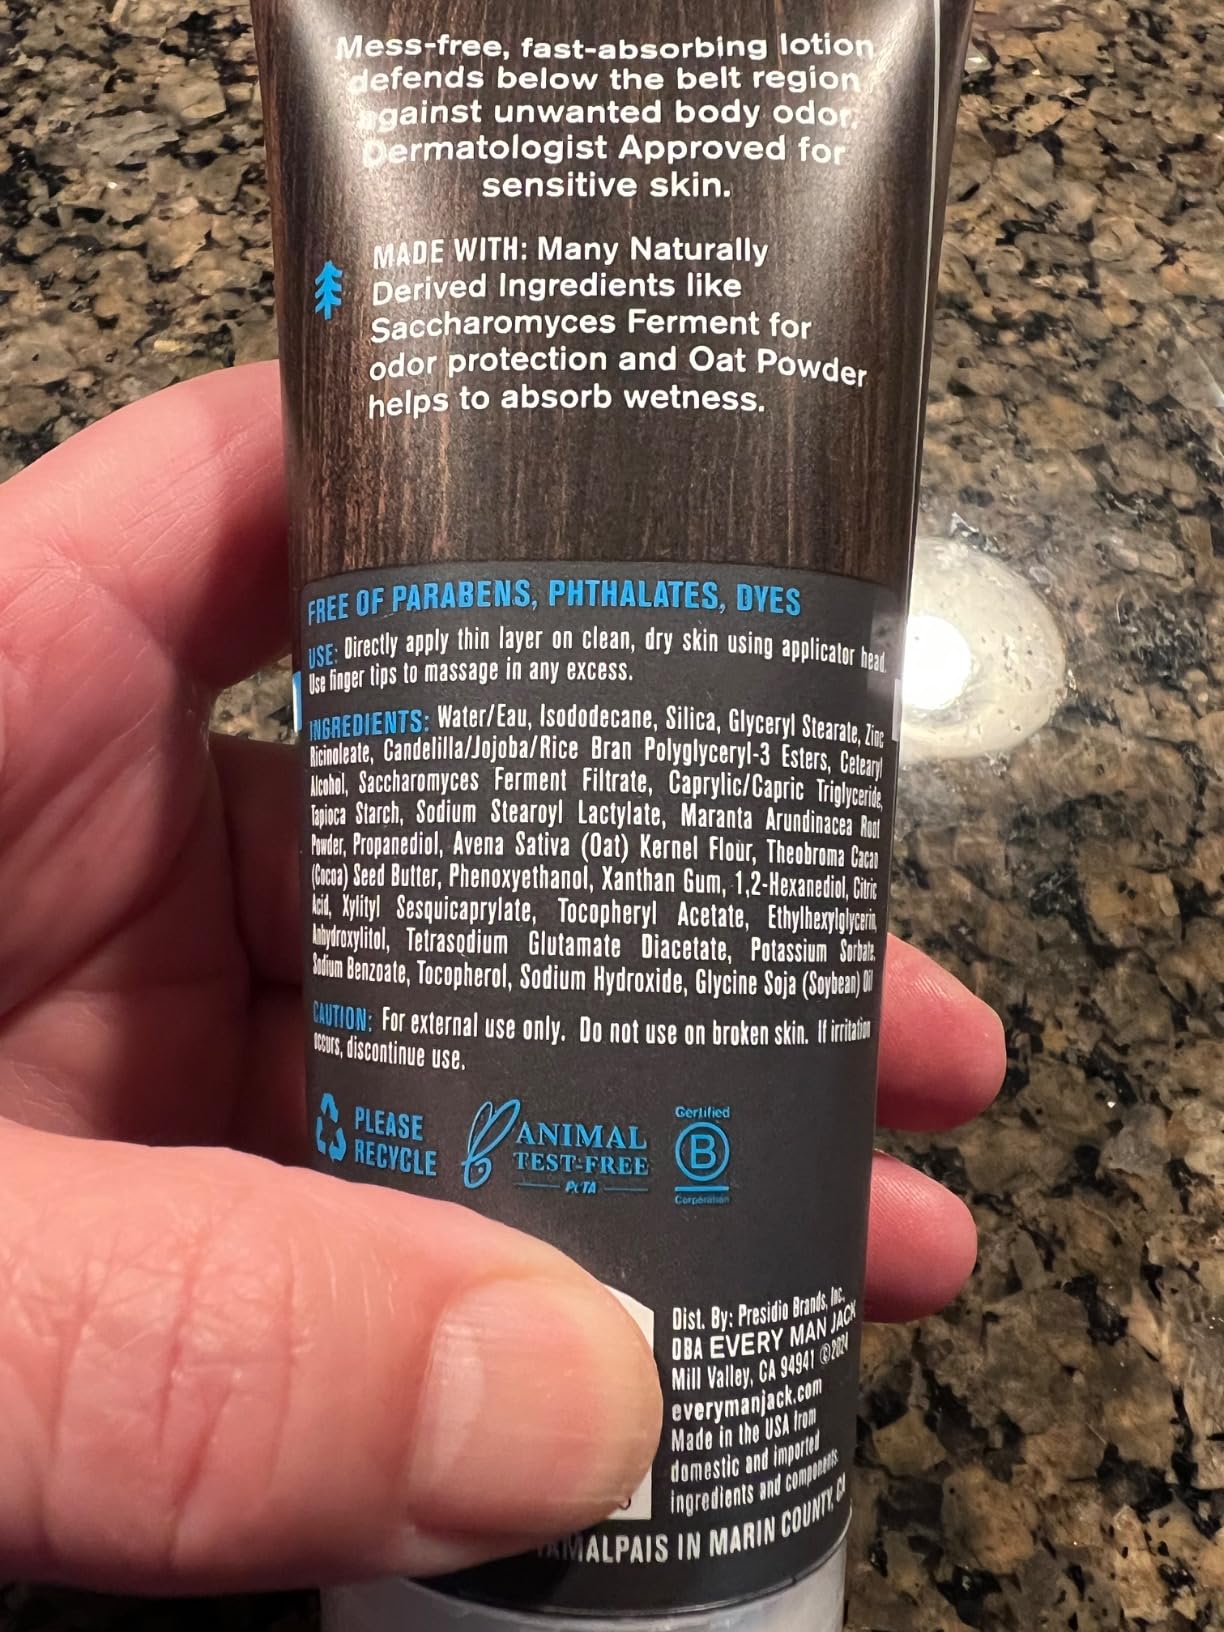 Mess-free, fast-absorbing lotion
defends below the belt region
against unwanted body odor.
Dermatologist Approved for
sensitive skin.
MADE WITH: Many Naturally
Derived Ingredients like
Saccharomyces Ferment for
odor protection and Oat Powder
helps to absorb wetness.
FREE OF PARABENS, PHTHALATES, DYES
USE: Directly apply thin layer on clean, dry skin using applicator head.
Use finger tips to massage in any excess.
INGREDIENTS: Water/Eau, Isododecane, Silica, Glyceryl Stearate, Zinc
Ricinoleate, Candelilla/Jojoba/Rice Bran Polyglyceryl-3 Esters, Cetearyl
Alcohol, Saccharomyces Ferment Filtrate, Caprylic/Capric Triglyceride,
Tapioca Starch, Sodium Stearoyl Lactylate, Maranta Arundinacea Root
Powder, Propanediol, Avena Sativa (Oat) Kernel Flour, Theobroma Cacao
(Cocoa) Seed Butter, Phenoxyethanol, Xanthan Gum, 1,2-Hexanediol, Citric
Acid, Xylityl Sesquicaprylate, Tocopheryl Acetate, Ethylhexylglycerin,
Anhydroxylitol, Tetrasodium Glutamate Diacetate, Potassium Sorbate,
Sodium Benzoate, Tocopherol, Sodium Hydroxide, Glycine Soja (Soybean) Oil
CAUTION: For external use only. Do not use on broken skin. If irritation
occurs, discontinue use.
PLEASE
RECYCLE
ANIMAL
TEST-FREE
PETA
Certified
B
Corporation
Dist. By: Presidio Brands, Inc.
DBA EVERY MAN JACK
Mill Valley, CA 94941 ©2024
everymanjack.com
Made in the USA from
domestic and imported
ingredients and components.
TAMALPAIS IN MARIN COUNTY, CA